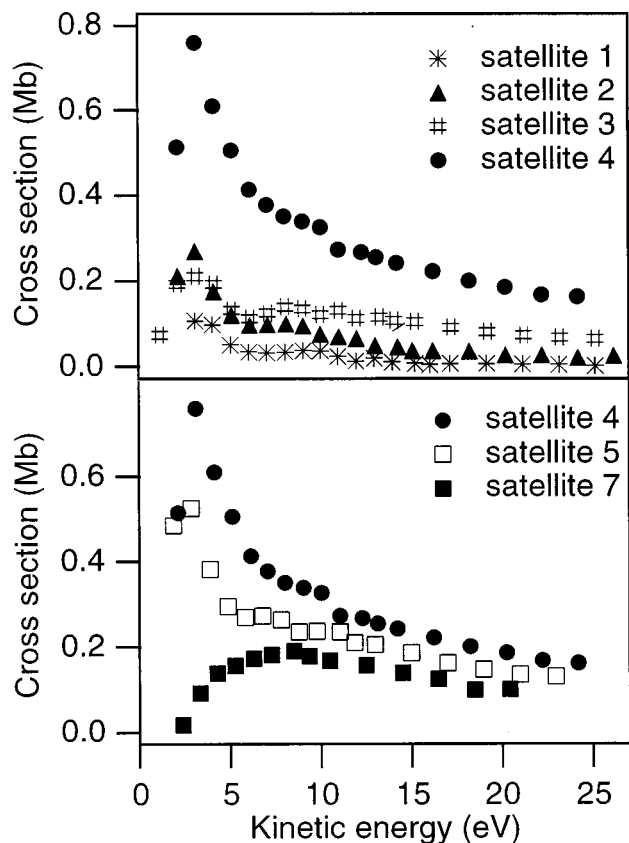 0.8
0.6
0.4
0.2
0.0
Cross section (Mb)
satellite 1
satellite 2
satellite 3
satellite 4
0.6
0.4
0.2
0.0
Cross section (Mb)
satellite 4
satellite 5
satellite 7
0 5 10 15 20 25
Kinetic energy (eV)